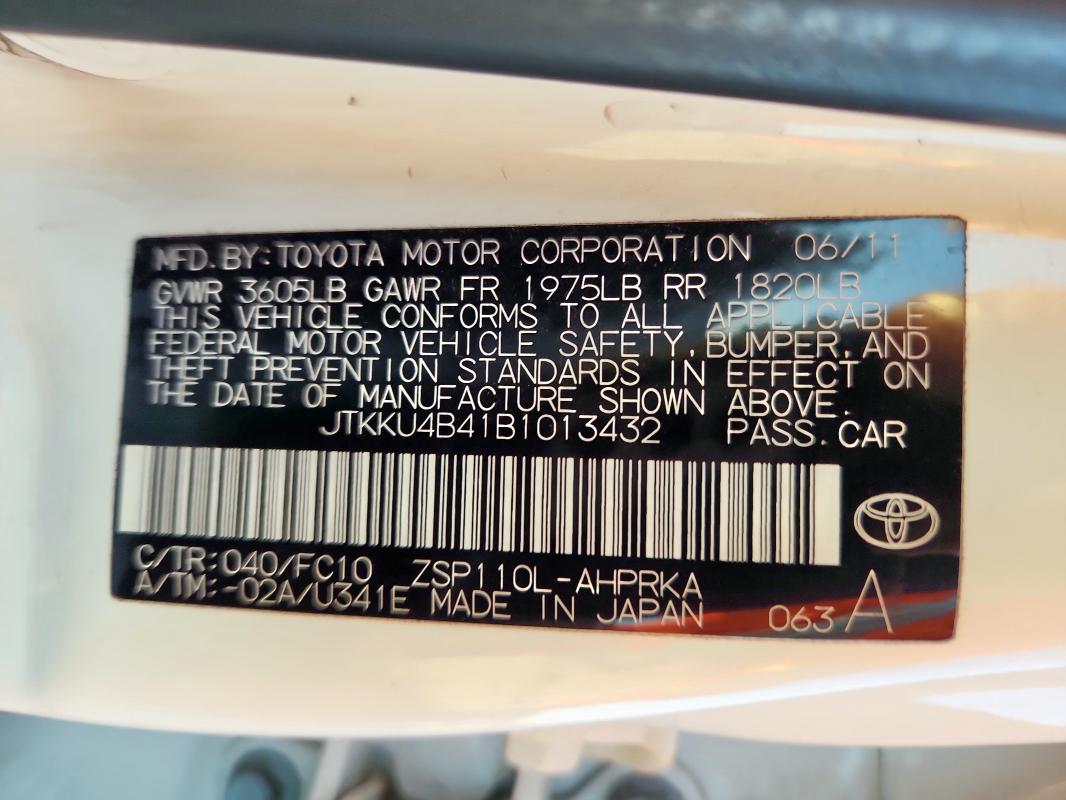 MFD. BY: TOYOTA MOTOR CORPORATION 06/11
GVWR 3605LB GAWR FR 1975LB RR 1820LB
THIS VEHICLE CONFORMS TO ALL APPLICABLE
FEDERAL MOTOR VEHICLE SAFETY, BUMPER, AND
THEFT PREVENTION STANDARDS IN EFFECT ON
THE DATE OF MANUFACTURE SHOWN ABOVE.
JTKKU4B41B1013432 PASS. CAR
C/TR: 040/FC10 ZSP110L-AHPRKA
A/TM: -02A/U341E MADE IN JAPAN 063 A